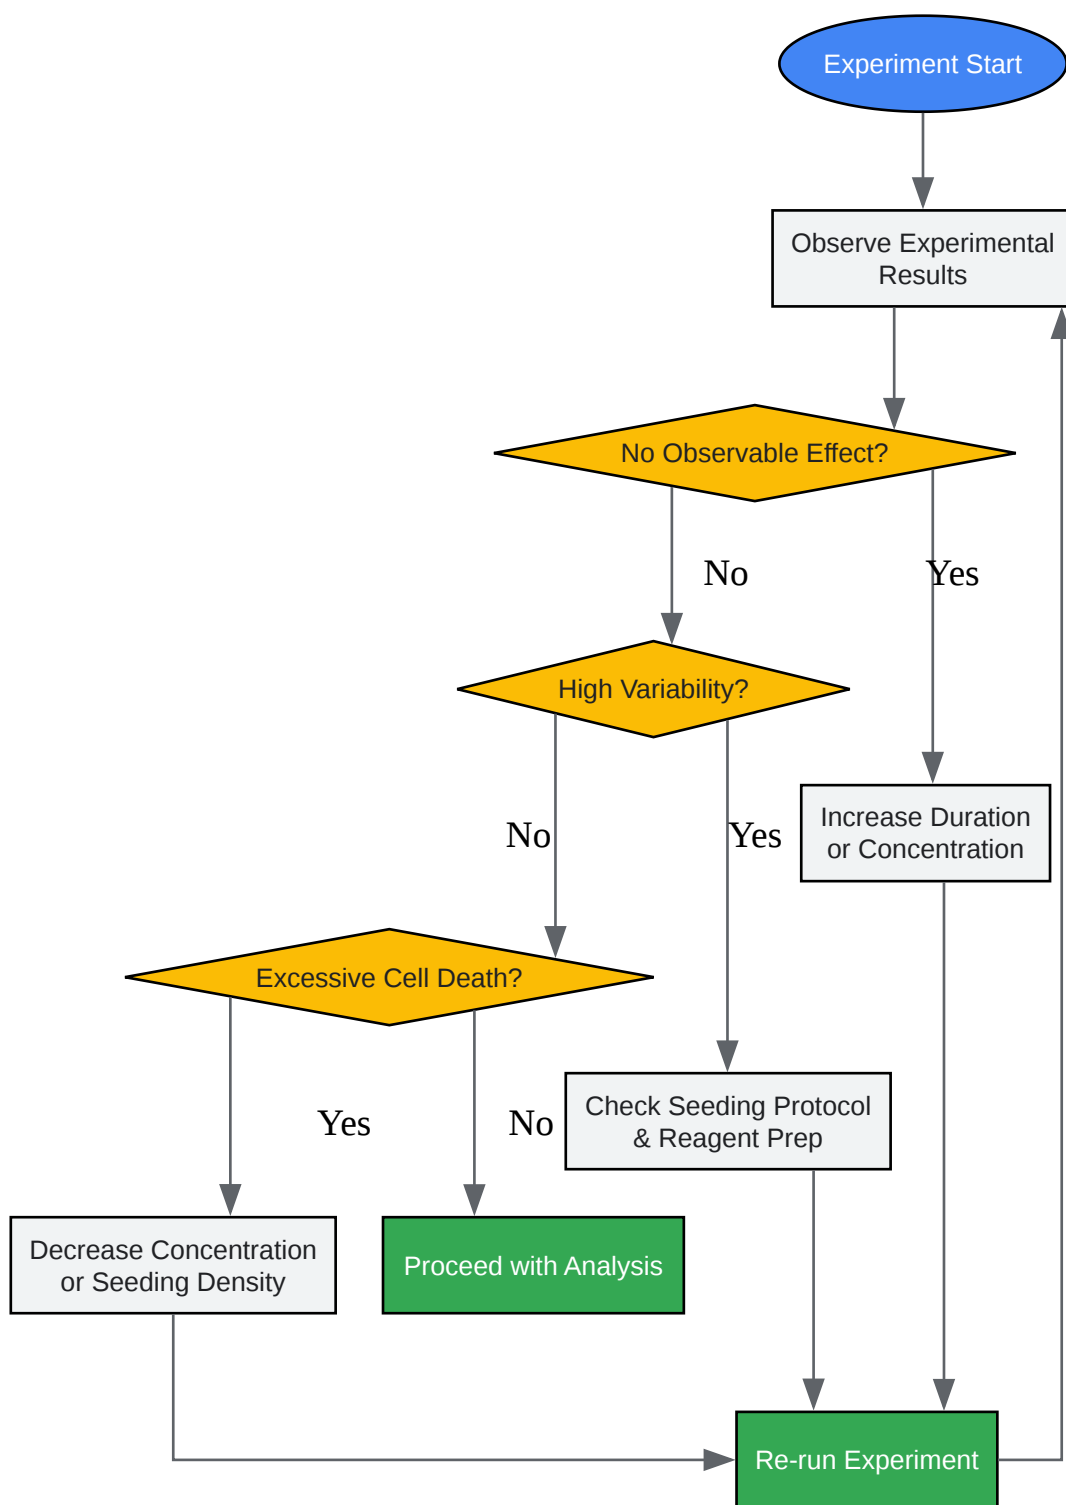 Experiment Start
Observe Experimental
Results
No Observable Effect?
No
Yes
High Variability?
Increase Duration
or Concentration
No
Yes
Excessive Cell Death?
Check Seeding Protocol
& Reagent Prep
Yes
No
Decrease Concentration
or Seeding Density
Proceed with Analysis
Re-run Experiment